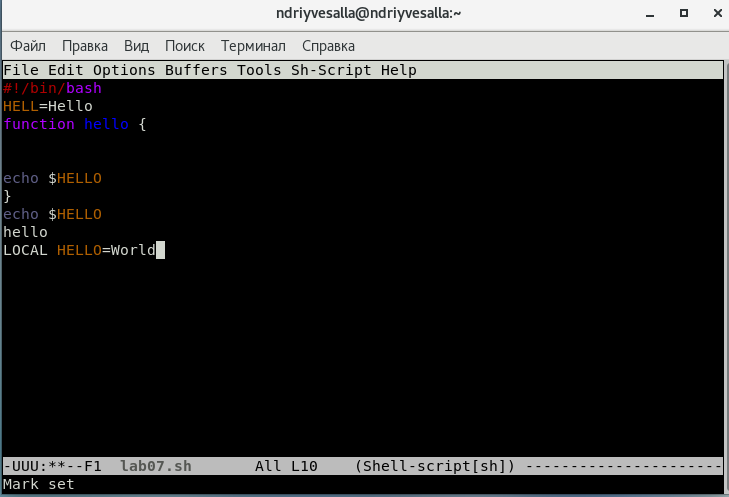 ndriyvesalla@ndriyvesalla:~
Файл Правка Вид Поиск Терминал Справка
File Edit Options Buffers Tools Sh-Script Help
#!/bin/bash
HELL=Hello
function hello {
echo $HELLO
}
echo $HELLO
hello
LOCAL HELLO=World
-UUU:**--F1  lab07.sh       All L10    (Shell-script[sh]) ----------------------
Mark set